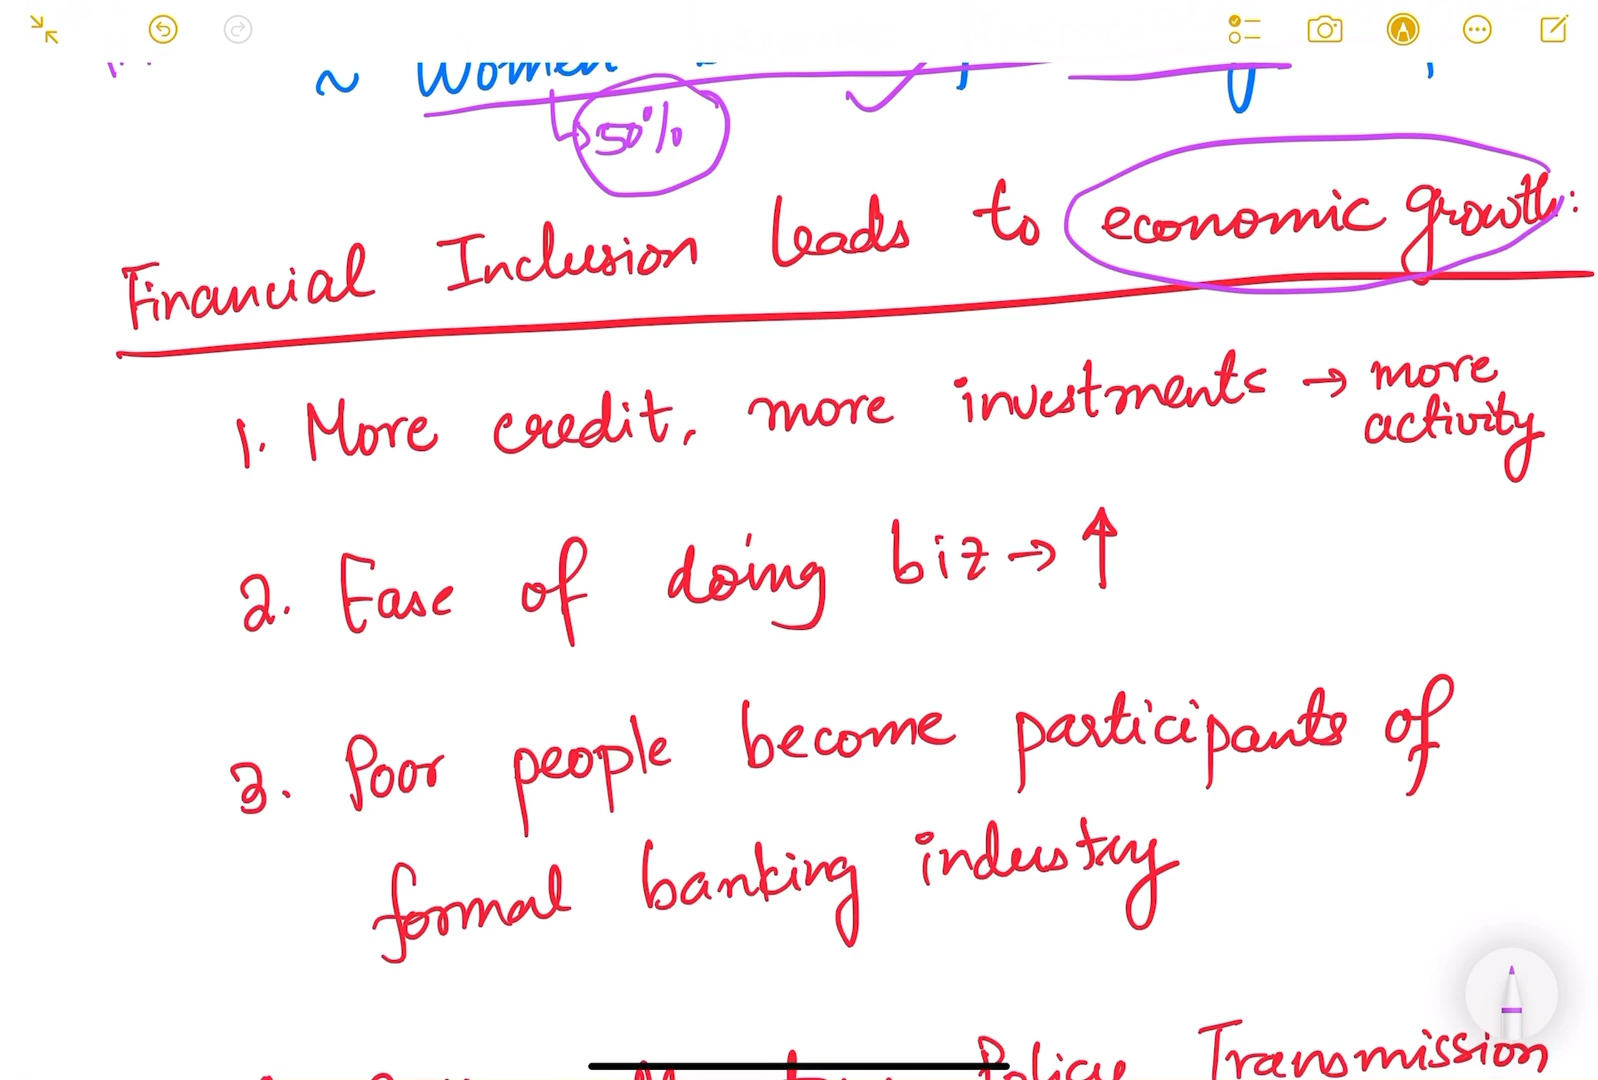 ~ Women
50%
Financial Inclusion leads to economic growth:
1. More credit, more investments → more
activity
2. Ease of doing biz → ↑
3. Poor people become participants of
formal banking industry
Policy Transmission